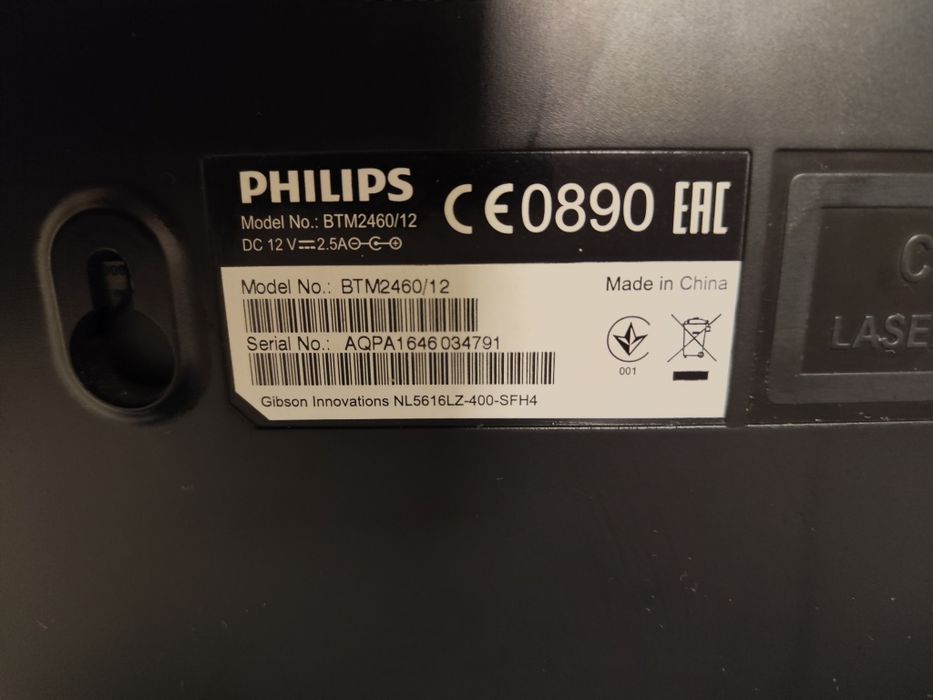 PHILIPS
Model No.: BTM2460/12
DC 12 V⎓2.5A
CE0890
EAC
Model No.: BTM2460/12
Made in China
Serial No.: AQPA1646034791
001
Gibson Innovations NL5616LZ-400-SFH4
C
LASE